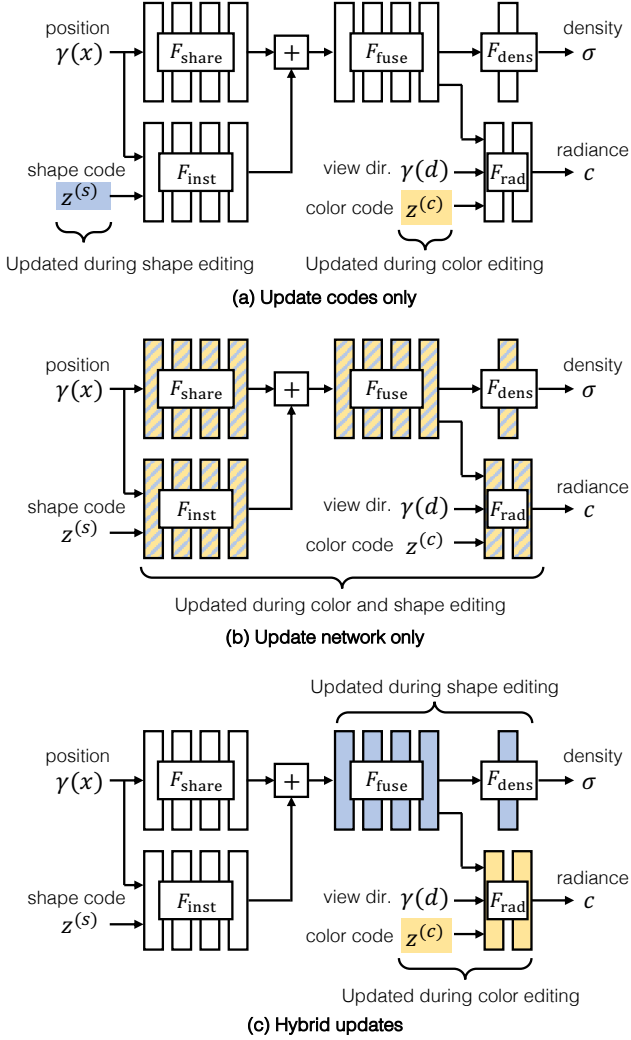 position
γ(x)
F_share
+
F_fuse
F_dens
density
σ
shape code
z^(s)
F_inst
view dir. γ(d)
color code z^(c)
F_rad
radiance
c
Updated during shape editing
Updated during color editing
(a) Update codes only
position
γ(x)
F_share
+
F_fuse
F_dens
density
σ
shape code
z^(s)
F_inst
view dir. γ(d)
color code z^(c)
F_rad
radiance
c
Updated during color and shape editing
(b) Update network only
Updated during shape editing
position
γ(x)
F_share
+
F_fuse
F_dens
density
σ
shape code
z^(s)
F_inst
view dir. γ(d)
color code z^(c)
F_rad
radiance
c
Updated during color editing
(c) Hybrid updates